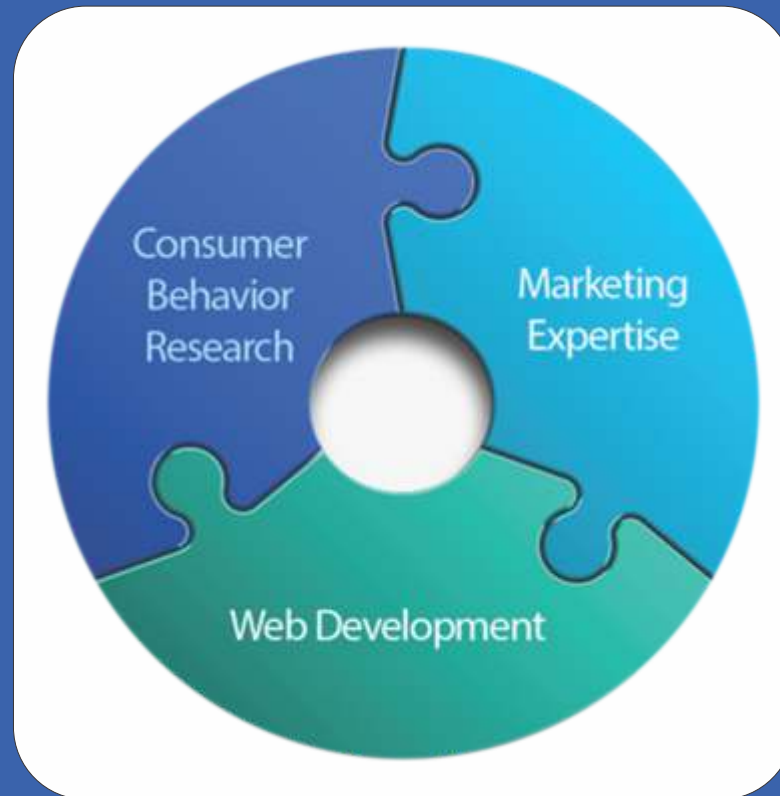 Consumer
Behavior
Research
Marketing
Expertise
Web Development